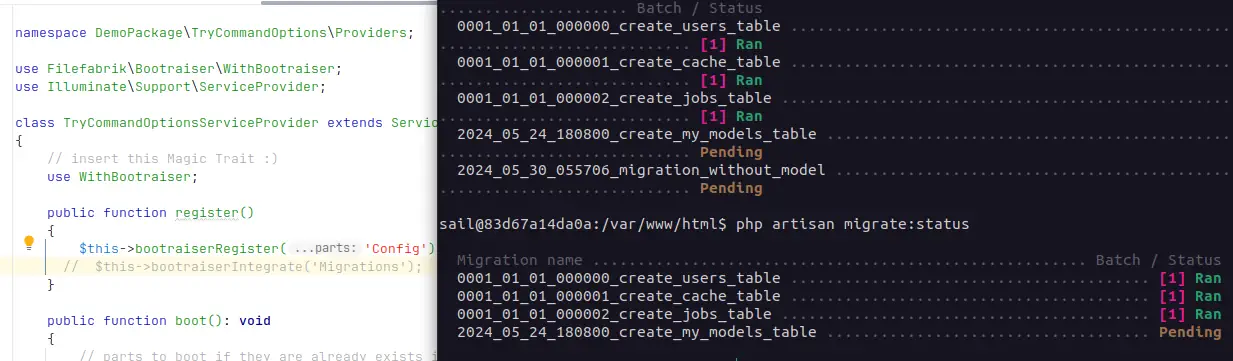 namespace DemoPackage\TryCommandOptions\Providers;
use Filefabrik\Bootraiser\WithBootraiser;
use Illuminate\Support\ServiceProvider;
class TryCommandOptionsServiceProvider extends Servic
{
// insert this Magic Trait :)
use WithBootraiser;
public function register()
{
$this->bootraiserRegister( ...parts: 'Config')
// $this->bootraiserIntegrate('Migrations');
}
public function boot(): void
{
// parts to boot if they are already exists i
..................... Batch / Status
0001_01_01_000000_create_users_table .................................................
............................ [1] Ran
0001_01_01_000001_create_cache_table .................................................
............................ [1] Ran
0001_01_01_000002_create_jobs_table ..................................................
............................ [1] Ran
2024_05_24_180800_create_my_models_table .............................................
............................ Pending
2024_05_30_055706_migration_without_model ............................................
............................ Pending
sail@83d67a14da0a:/var/www/html$ php artisan migrate:status
Migration name ........................................................ Batch / Status
0001_01_01_000000_create_users_table ........................................ [1] Ran
0001_01_01_000001_create_cache_table ........................................ [1] Ran
0001_01_01_000002_create_jobs_table ......................................... [1] Ran
2024_05_24_180800_create_my_models_table .................................... Pending